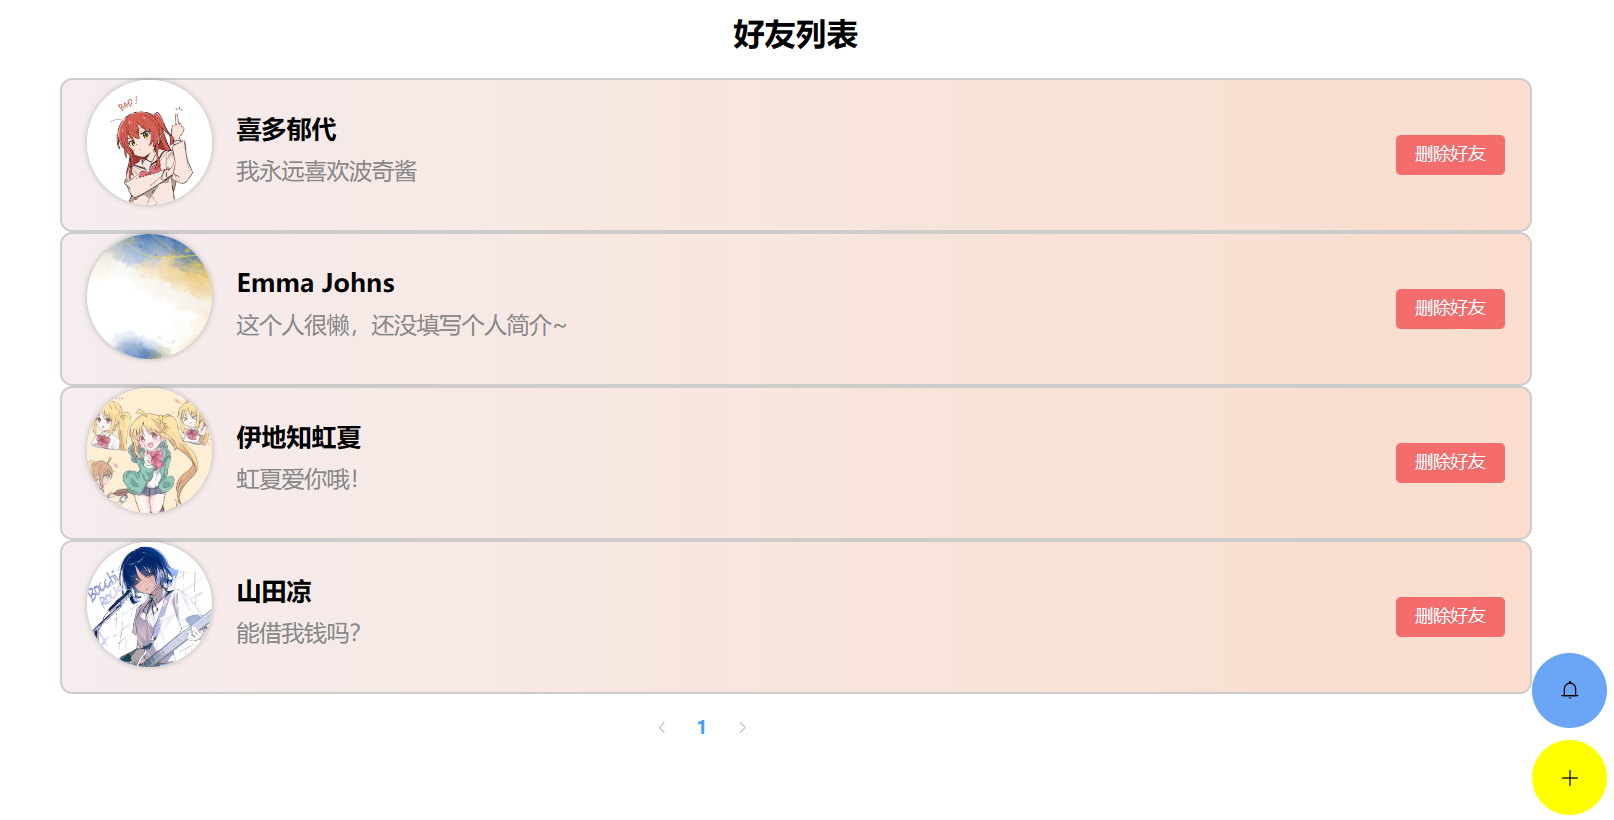 好友列表
BAD!
喜多郁代
我永远喜欢波奇酱
删除好友
Emma Johns
这个人很懒，还没填写个人简介~
删除好友
伊地知虹夏
虹夏爱你哦！
删除好友
BOCCHI
ROCK
山田凉
能借我钱吗？
删除好友
1